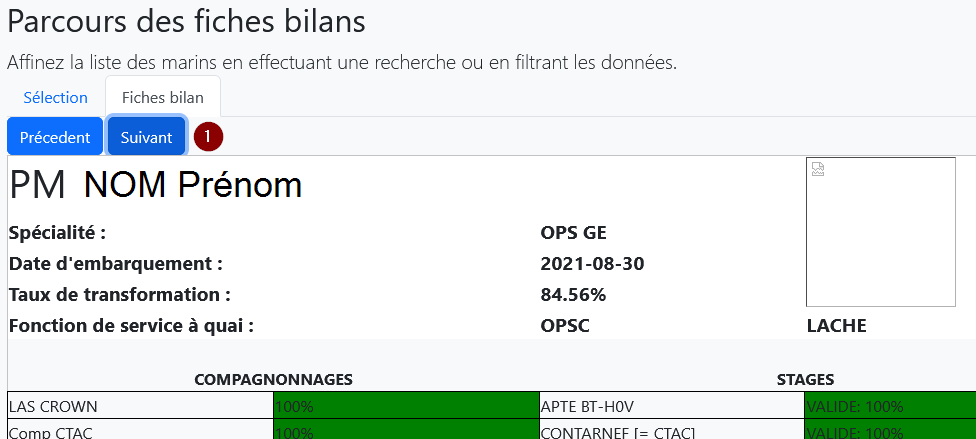 Parcours des fiches bilans
Affinez la liste des marins en effectuant une recherche ou en filtrant les données.
Sélection Fiches bilan
Précedent Suivant 1
PM NOM Prénom
Spécialité : OPS GE
Date d'embarquement : 2021-08-30
Taux de transformation : 84.56%
Fonction de service à quai : OPSC LACHE
COMPAGNONNAGES STAGES
LAS CROWN 100% APTE BT-H0V VALIDE: 100%
Comp CTAC 100% CONTARNEF [= CTAC] VALIDE: 100%